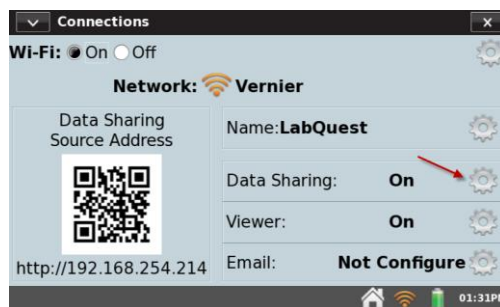 Connections
x
Wi-Fi: On Off
Network: Vernier
Data Sharing
Source Address
http://192.168.254.214
Name:LabQuest
Data Sharing: On
Viewer: On
Email: Not Configure
01:31P